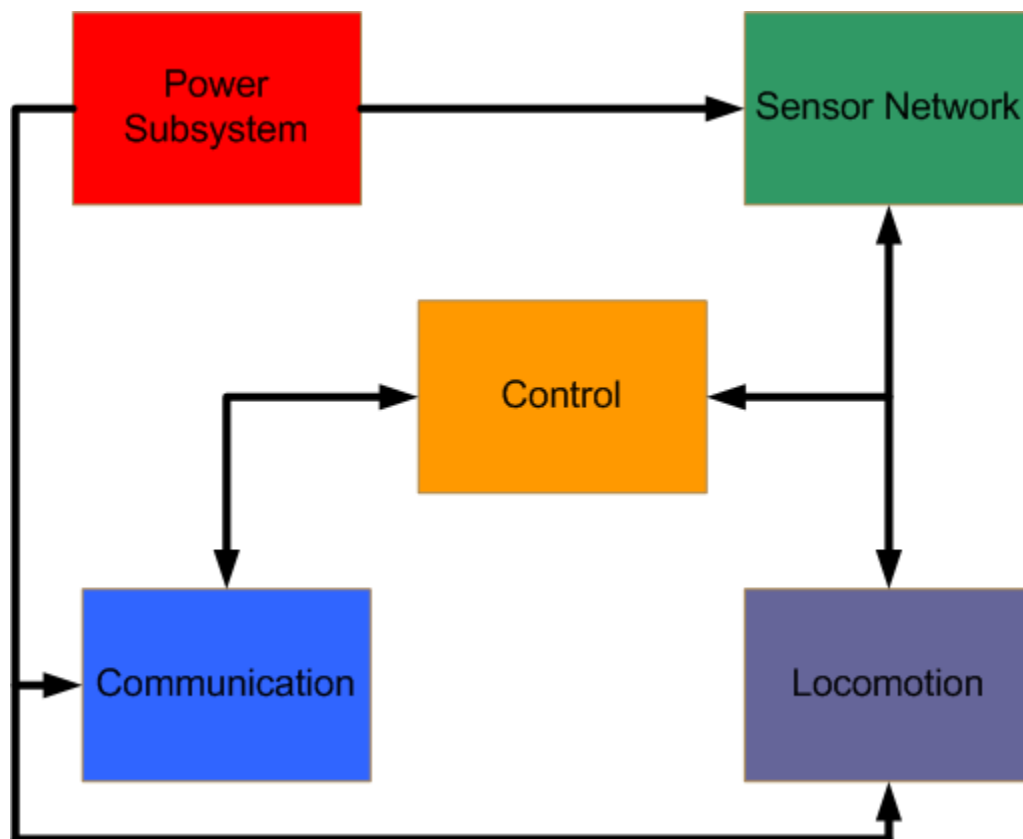 Power
Subsystem
Sensor Network
Control
Communication
Locomotion